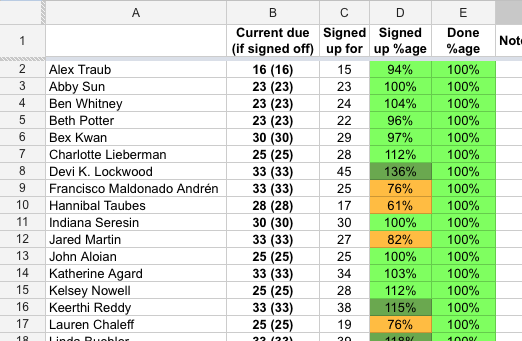 A B C D E
1 Current due (if signed off) Signed up for Signed up %age Done %age Not
2 Alex Traub 16 (16) 15 94% 100%
3 Abby Sun 23 (23) 23 100% 100%
4 Ben Whitney 23 (23) 24 104% 100%
5 Beth Potter 23 (23) 22 96% 100%
6 Bex Kwan 30 (30) 29 97% 100%
7 Charlotte Lieberman 25 (25) 28 112% 100%
8 Devi K. Lockwood 33 (33) 45 136% 100%
9 Francisco Maldonado Andrén 33 (33) 25 76% 100%
10 Hannibal Taubes 28 (28) 17 61% 100%
11 Indiana Seresin 30 (30) 30 100% 100%
12 Jared Martin 33 (33) 27 82% 100%
13 John Aloian 25 (25) 25 100% 100%
14 Katherine Agard 33 (33) 34 103% 100%
15 Kelsey Nowell 25 (25) 28 112% 100%
16 Keerthi Reddy 33 (33) 38 115% 100%
17 Lauren Chaleff 25 (25) 19 76% 100%
18 Linda Buehler 33 (33) 39 118% 100%